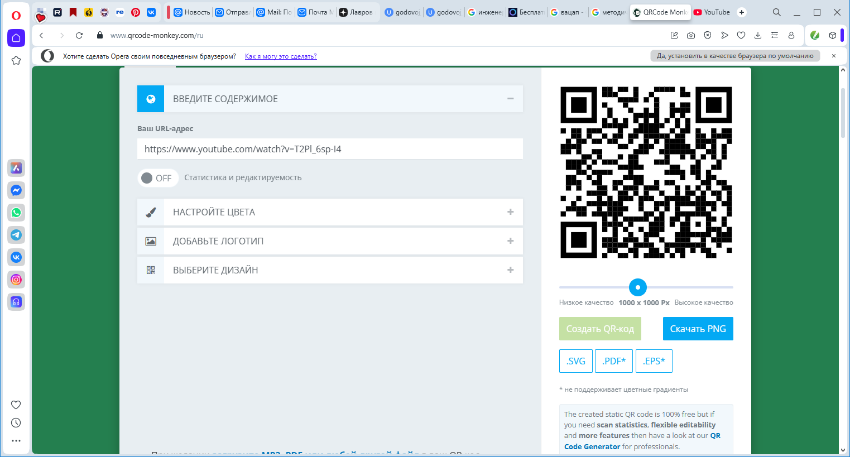 Новость
Отправ
Mail: По
Почта М
Лавров
godovoj
godovoj
инжене
Бесплат
вацап -
методи
QRCode Monk
YouTube
www.qrcode-monkey.com/ru
Хотите сделать Opera своим повседневным браузером?
Как я могу это сделать?
Да, установить в качестве браузера по умолчанию
ВВЕДИТЕ СОДЕРЖИМОЕ
Ваш URL-адрес
https://www.youtube.com/watch?v=T2Pl_6sp-I4
OFF
Статистика и редактируемость
НАСТРОЙТЕ ЦВЕТА
ДОБАВЬТЕ ЛОГОТИП
ВЫБЕРИТЕ ДИЗАЙН
Низкое качество 1000 x 1000 Px Высокое качество
Создать QR-код
Скачать PNG
.SVG
.PDF*
.EPS*
* не поддерживает цветные градиенты
The created static QR code is 100% free but if
you need scan statistics, flexible editability
and more features then have a look at our QR
Code Generator for professionals.